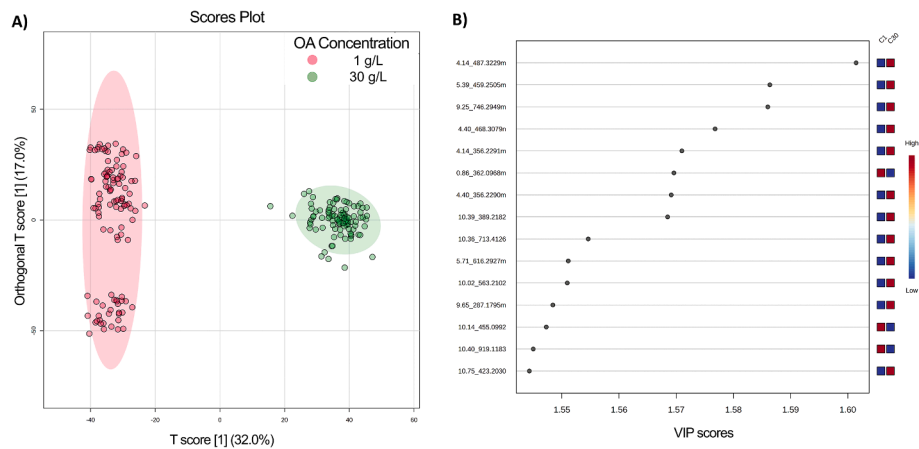 A)
Scores Plot
OA Concentration
1 g/L
30 g/L
Orthogonal T score [1] (17.0%)
50
0
-50
-40
-20
0
20
40
60
T score [1] (32.0%)
B)
C1
C30
4.14_487.3229m
5.39_459.2505m
9.25_746.2949m
4.40_468.3079m
4.14_356.2291m
0.86_362.0968m
4.40_356.2290m
10.39_389.2182
10.36_713.4126
5.71_616.2927m
10.02_563.2102
9.65_287.1795m
10.14_455.0992
10.40_919.1183
10.75_423.2030
1.55
1.56
1.57
1.58
1.59
1.60
VIP scores
High
Low